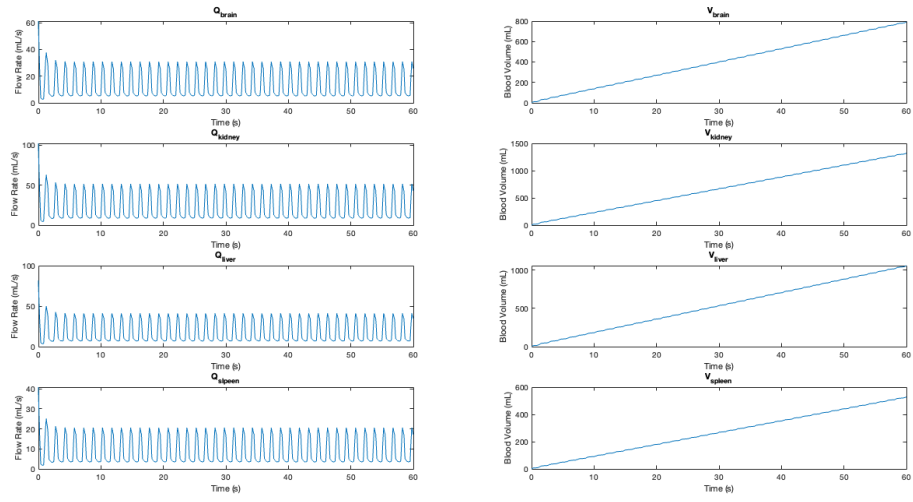 Q_brain
Flow Rate (mL/s)
60
40
20
0
0 10 20 30 40 50 60
Time (s)
V_brain
Blood Volume (mL)
800
600
400
200
0
0 10 20 30 40 50 60
Time (s)
Q_kidney
Flow Rate (mL/s)
100
50
0
0 10 20 30 40 50 60
Time (s)
V_kidney
Blood Volume (mL)
1500
1000
500
0
0 10 20 30 40 50 60
Time (s)
Q_liver
Flow Rate (mL/s)
100
50
0
0 10 20 30 40 50 60
Time (s)
V_liver
Blood Volume (mL)
1000
500
0
0 10 20 30 40 50 60
Time (s)
Q_slpeen
Flow Rate (mL/s)
40
30
20
10
0
0 10 20 30 40 50 60
Time (s)
V_spleen
Blood Volume (mL)
600
400
200
0
0 10 20 30 40 50 60
Time (s)